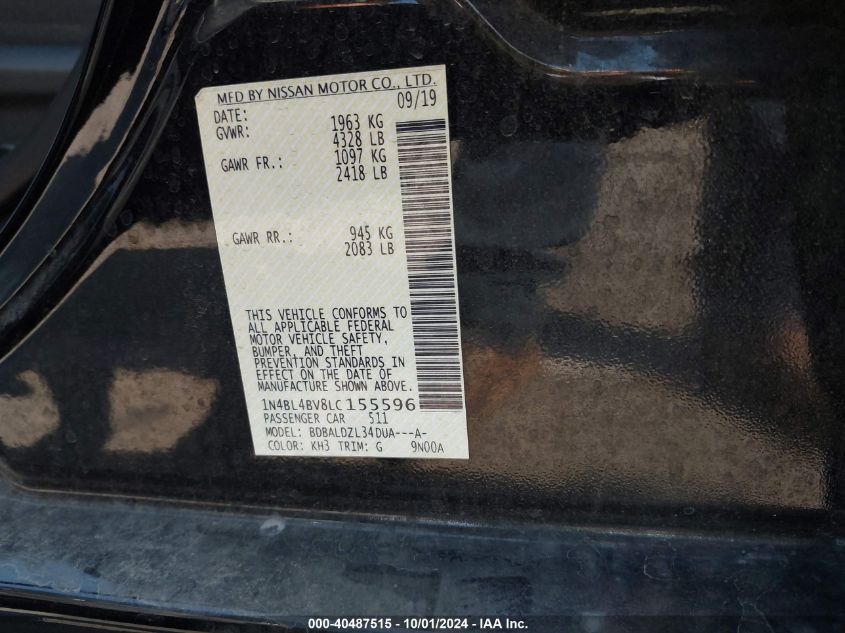 MFD BY NISSAN MOTOR CO., LTD.
DATE: 09/19
GVWR: 1963 KG
4328 LB
GAWR FR.: 1097 KG
2418 LB
GAWR RR.: 945 KG
2083 LB
THIS VEHICLE CONFORMS TO
ALL APPLICABLE FEDERAL
MOTOR VEHICLE SAFETY,
BUMPER, AND THEFT
PREVENTION STANDARDS IN
EFFECT ON THE DATE OF
MANUFACTURE SHOWN ABOVE.
1N4BL4BV8LC155596
PASSENGER CAR 511
MODEL: BDBALDZL34DUA---A-
COLOR: KH3 TRIM: G 9N00A
000-40487515 - 10/01/2024 - IAA Inc.